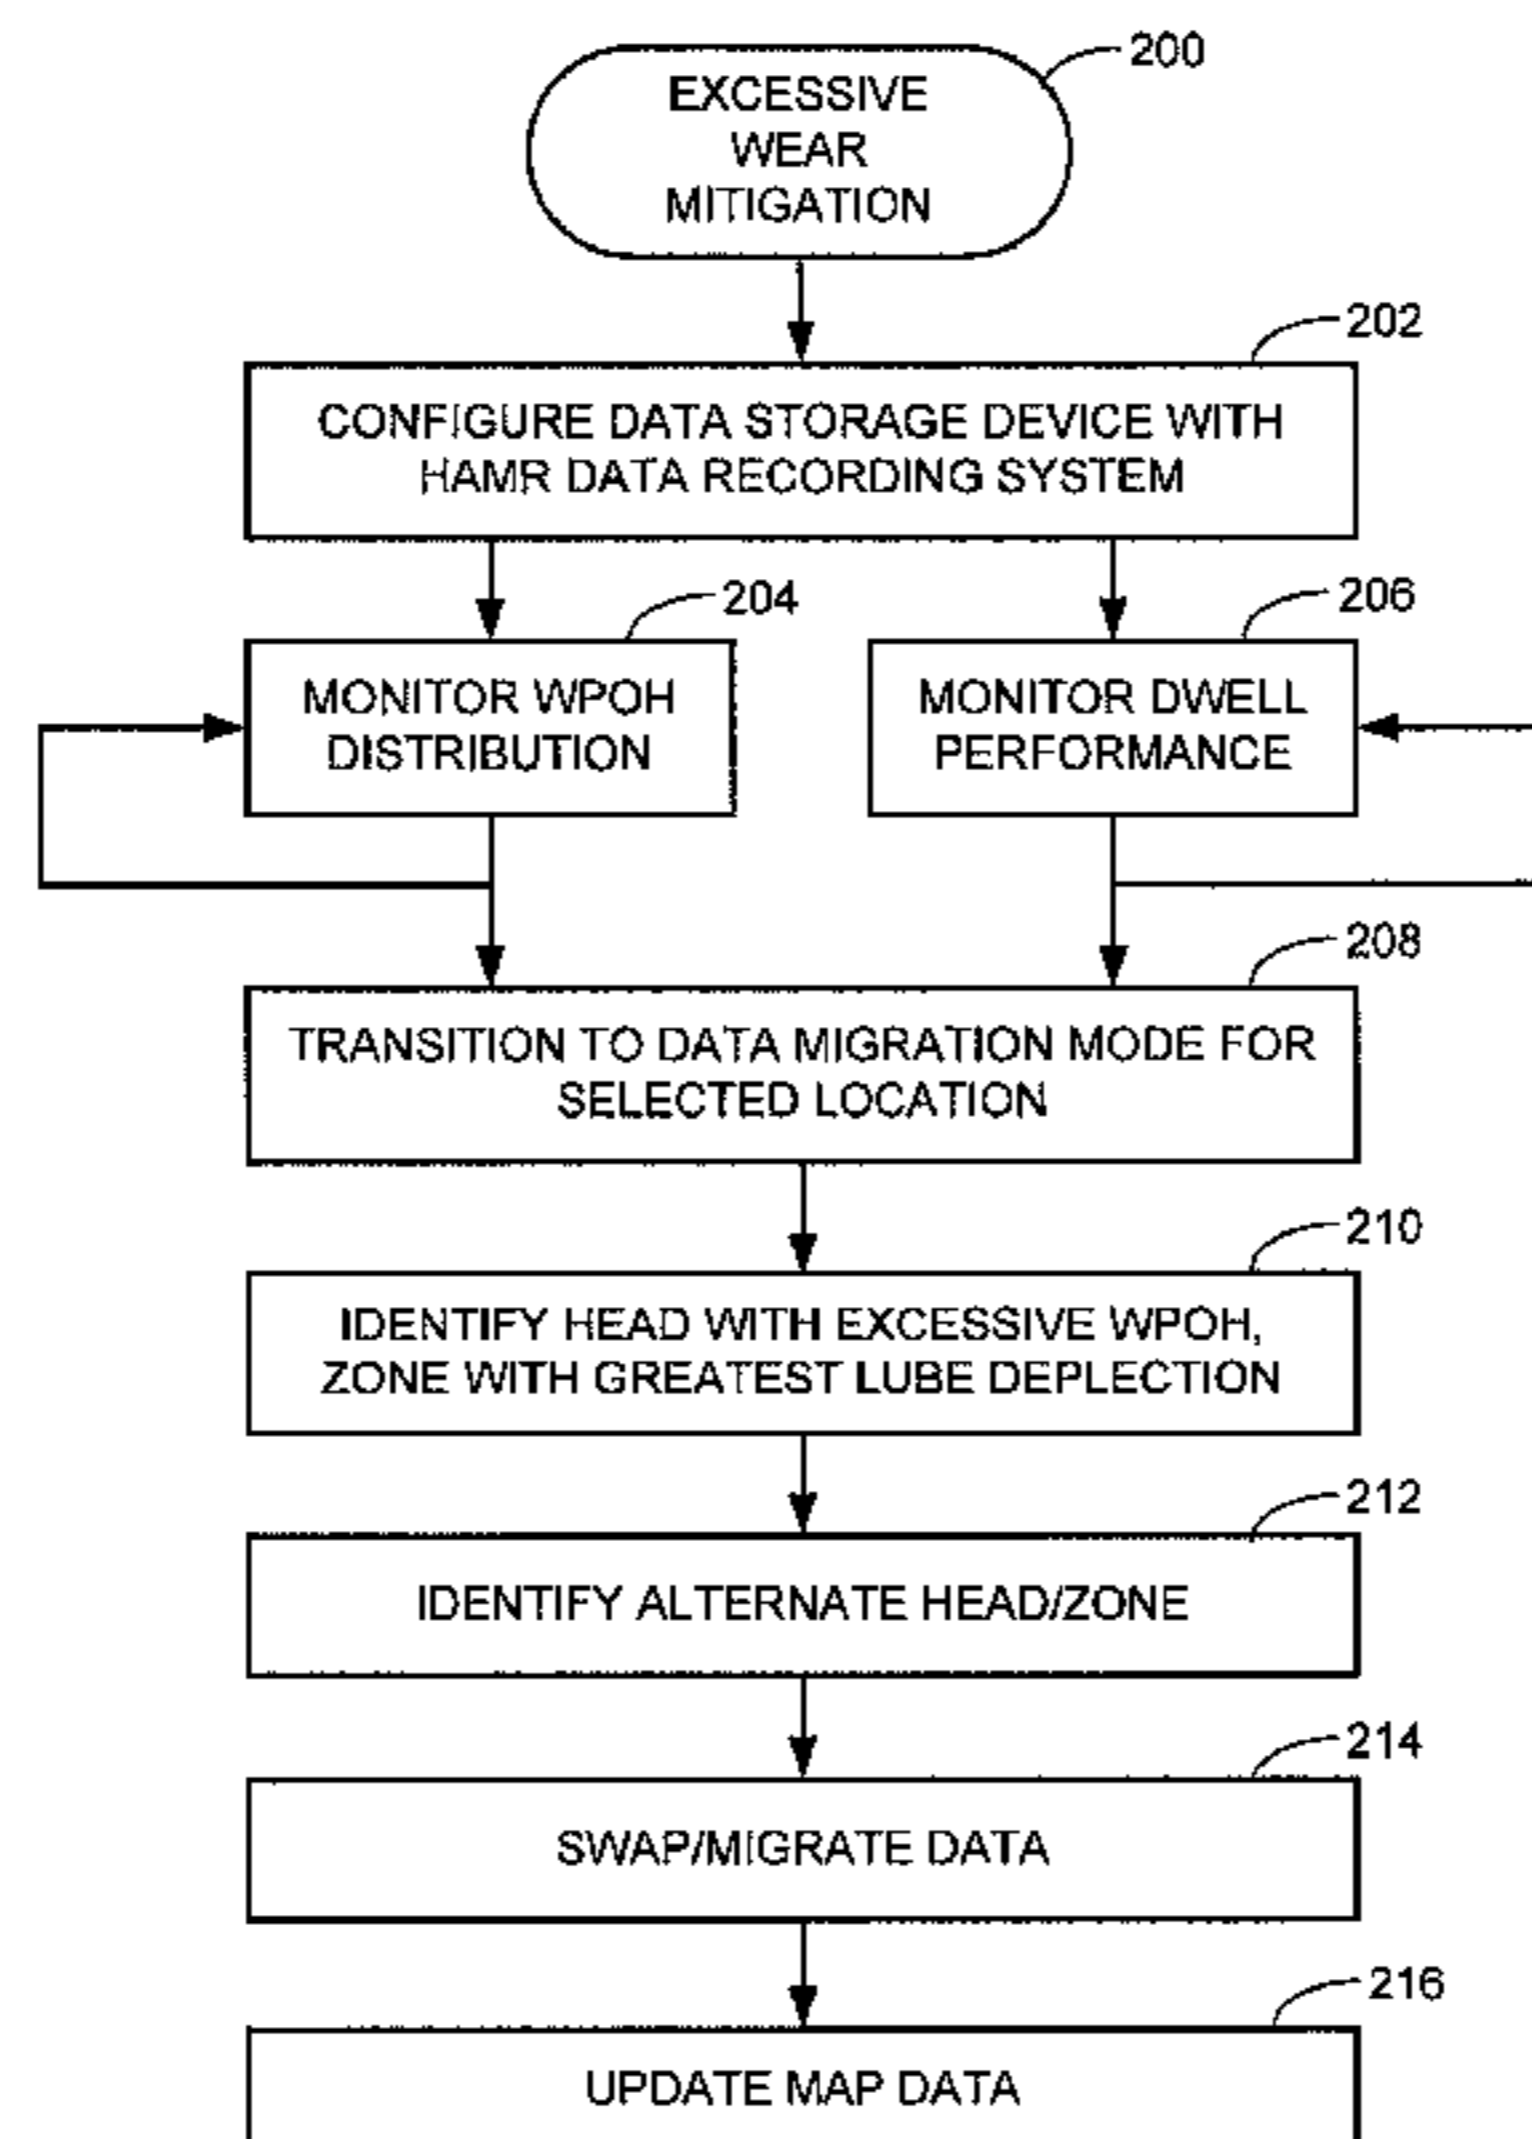 200
EXCESSIVE
WEAR
MITIGATION
202
CONFIGURE DATA STORAGE DEVICE WITH
HAMR DATA RECORDING SYSTEM
204
206
MONITOR WPOH
DISTRIBUTION
MONITOR DWELL
PERFORMANCE
208
TRANSITION TO DATA MIGRATION MODE FOR
SELECTED LOCATION
210
IDENTIFY HEAD WITH EXCESSIVE WPOH,
ZONE WITH GREATEST LUBE DEPLECTION
212
IDENTIFY ALTERNATE HEAD/ZONE
214
SWAP/MIGRATE DATA
216
UPDATE MAP DATA